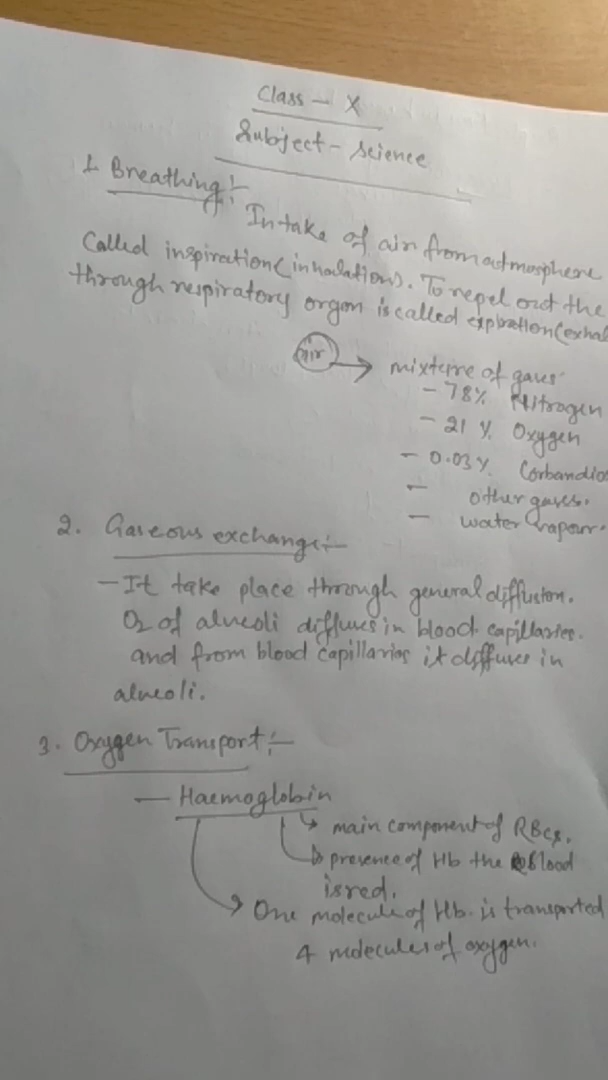 Class - X
Subject - Science
1. Breathing :-
Intake of air from atmosphere
Called inspiration (inhalations). To repel out the
through respiratory organ is called expiration (exhal
air → mixture of gases
- 78% Nitrogen
- 21 % Oxygen
- 0.03 % Corbandio
- other gases.
- water vapour.
2. Gaseous exchange :-
- It take place through general diffusion.
O2 of alveoli diffuses in blood capillaries.
and from blood capillaries it diffuses in
alveoli.
3. Oxygen Transport :-
- Haemoglobin
→ main component of RBCs.
→ presence of Hb the Blood
is red.
→ One molecule of Hb. is transported
4 molecules of oxygen.